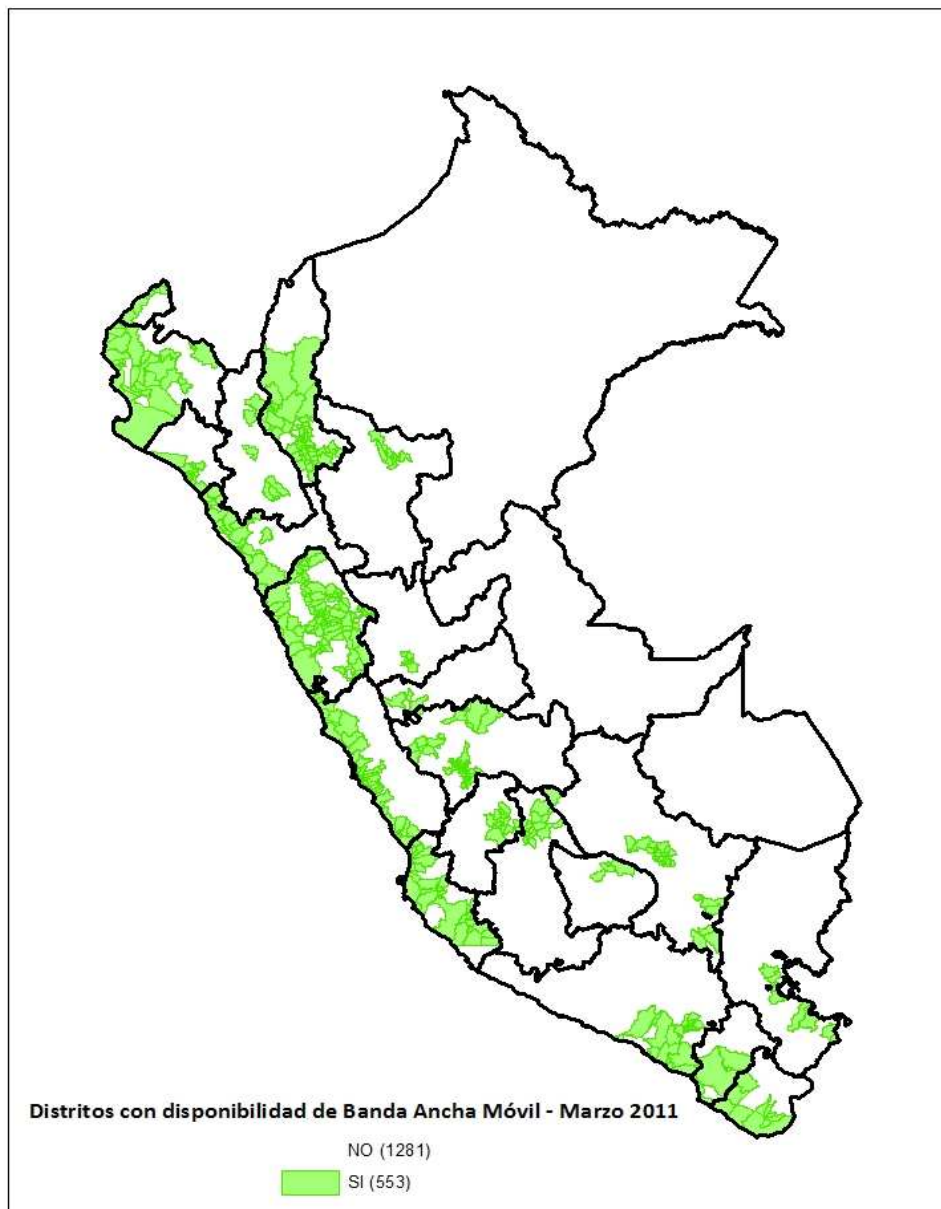 Distritos con disponibilidad de Banda Ancha Móvil - Marzo 2011
NO (1281)
SI (553)